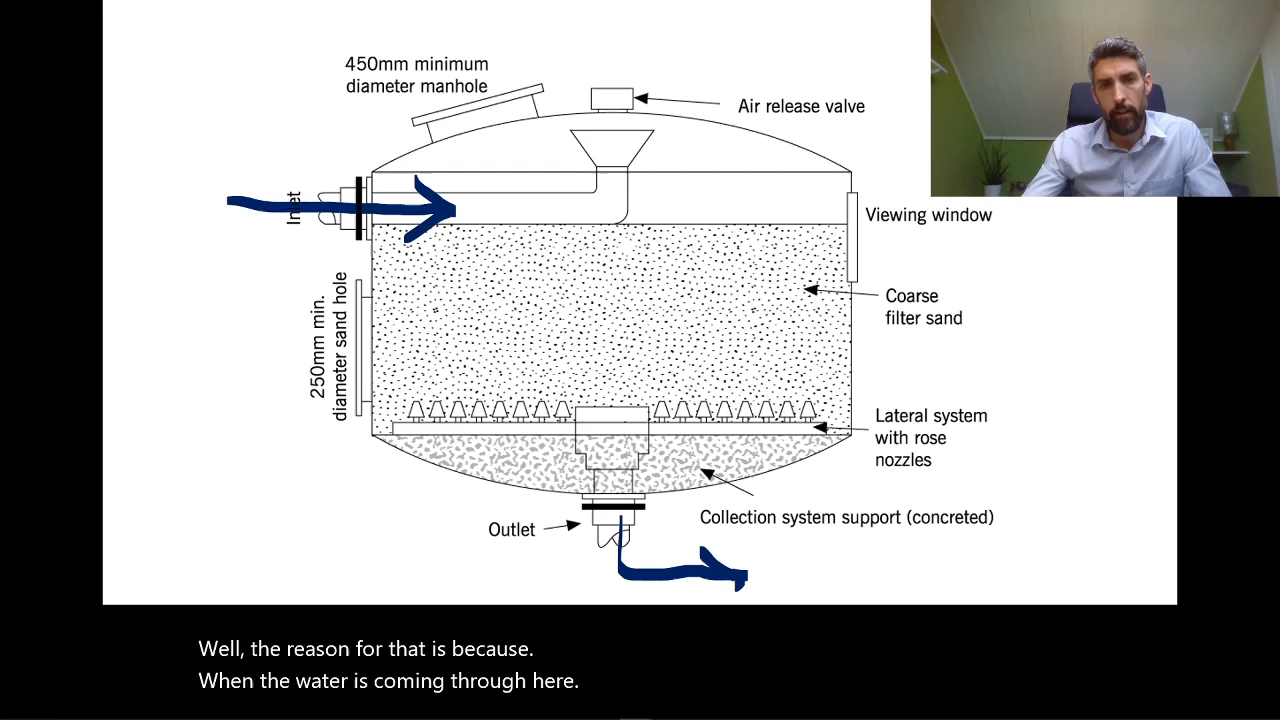 450mm minimum
diameter manhole
Air release valve
Inlet
Viewing window
250mm min.
diameter sand hole
Coarse
filter sand
Lateral system
with rose
nozzles
Collection system support (concreted)
Outlet
Well, the reason for that is because.
When the water is coming through here.